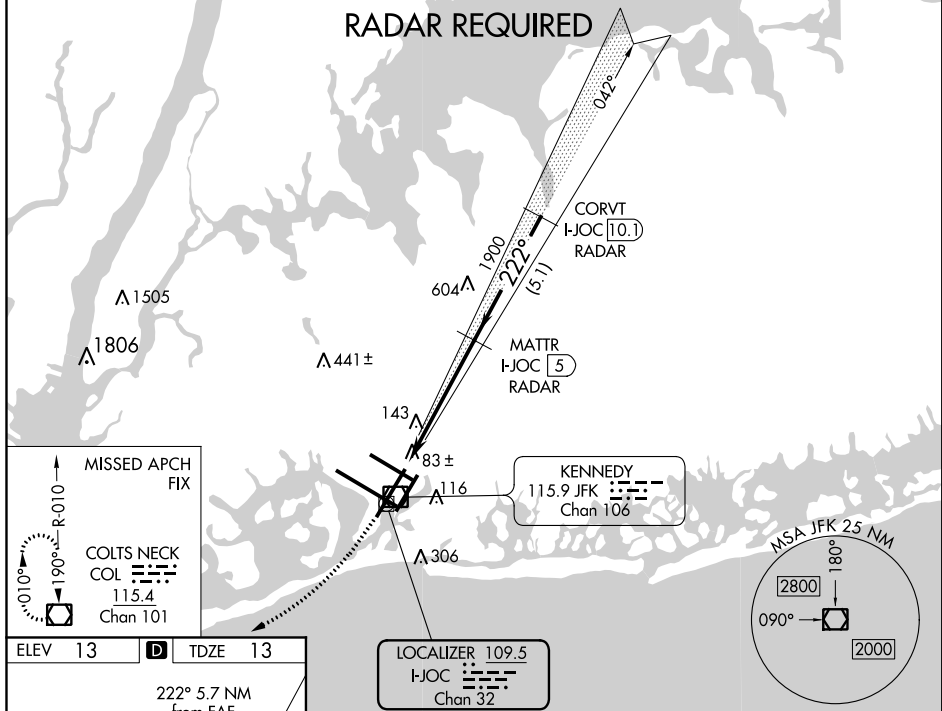 RADAR REQUIRED
042°
CORVT
I-JOC 10.1
RADAR
1900
222°
(5.1)
604
1505
1806
441 ±
MATTR
I-JOC 5
RADAR
143
83 ±
116
306
KENNEDY
115.9 JFK
Chan 106
MISSED APCH
FIX
R-010
190°
010°
COLTS NECK
COL
115.4
Chan 101
MSA JFK 25 NM
180°
2800
090°
2000
LOCALIZER 109.5
I-JOC
Chan 32
ELEV 13
D
TDZE 13
222° 5.7 NM
from FAF